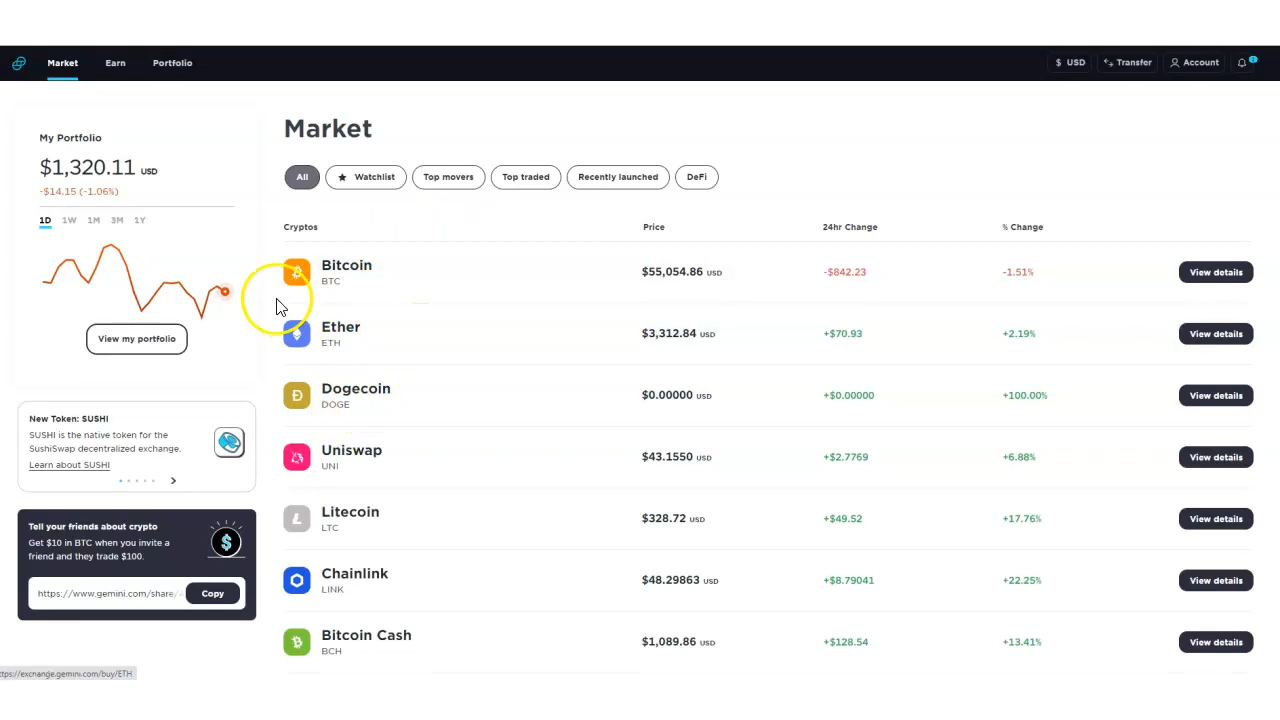 Market Earn Portfolio $ USD Transfer Account 1
My Portfolio
$1,320.11 USD
-$14.15 (-1.06%)
1D 1W 1M 3M 1Y
View my portfolio
New Token: SUSHI
SUSHI is the native token for the
SushiSwap decentralized exchange.
Learn about SUSHI
Tell your friends about crypto
Get $10 in BTC when you invite a
friend and they trade $100.
https://www.gemini.com/share/ Copy
Market
All Watchlist Top movers Top traded Recently launched DeFi
Cryptos Price 24hr Change % Change
Bitcoin
BTC
$55,054.86 USD -$842.23 -1.51% View details
Ether
ETH
$3,312.84 USD +$70.93 +2.19% View details
Dogecoin
DOGE
$0.00000 USD +$0.00000 +100.00% View details
Uniswap
UNI
$43.1550 USD +$2.7769 +6.88% View details
Litecoin
LTC
$328.72 USD +$49.52 +17.76% View details
Chainlink
LINK
$48.29863 USD +$8.79041 +22.25% View details
Bitcoin Cash
BCH
$1,089.86 USD +$128.54 +13.41% View details
ttps://exchange.gemini.com/buy/ETH